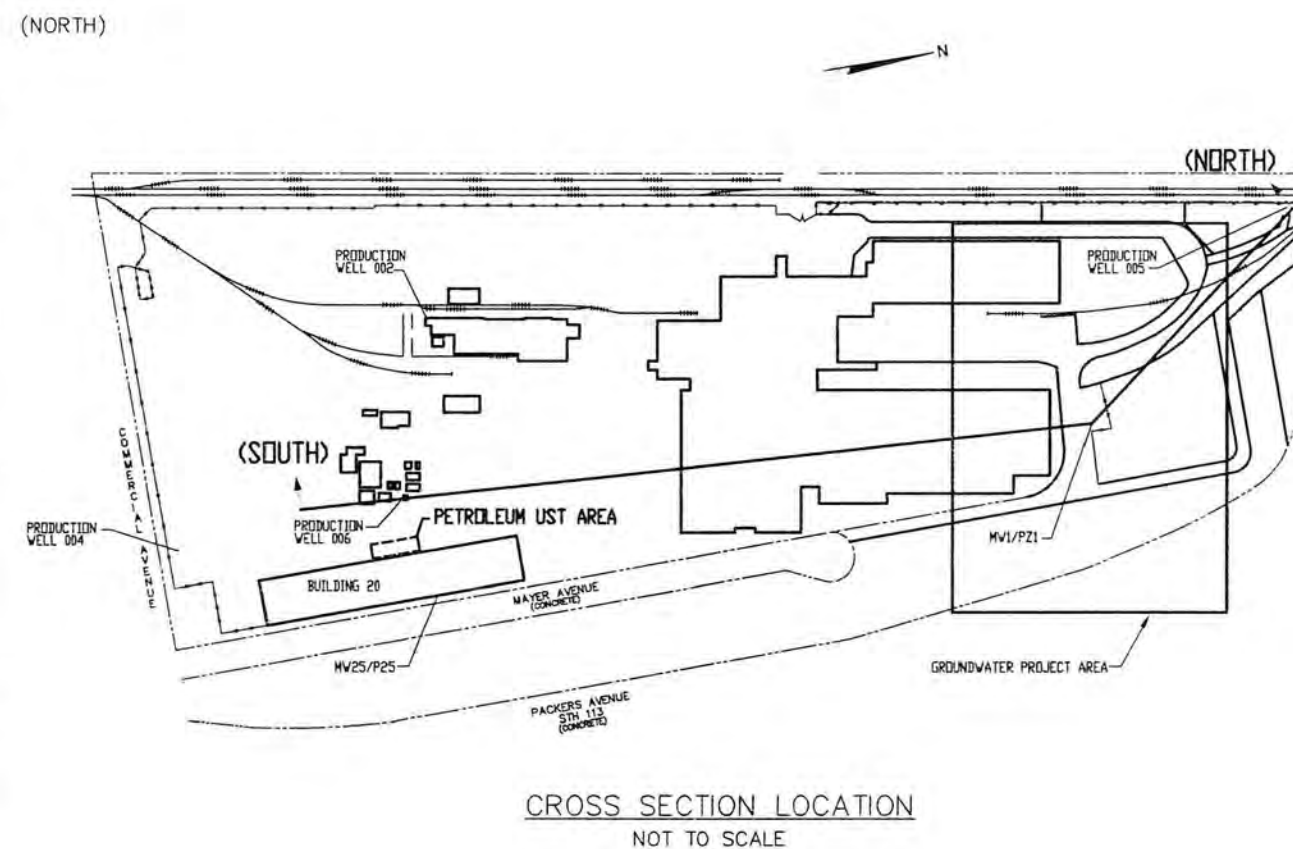 (NORTH)
N
(NORTH)
PRODUCTION
WELL 002
PRODUCTION
WELL 005
(SOUTH)
COMMERCIAL AVENUE
PRODUCTION
WELL 004
PRODUCTION
WELL 006
PETROLEUM UST AREA
MW1/PZ1
BUILDING 20
MAYER AVENUE
(CONCRETE)
MW25/P25
GROUNDWATER PROJECT AREA
PACKERS AVENUE
STH 113
(CONCRETE)
CROSS SECTION LOCATION
NOT TO SCALE